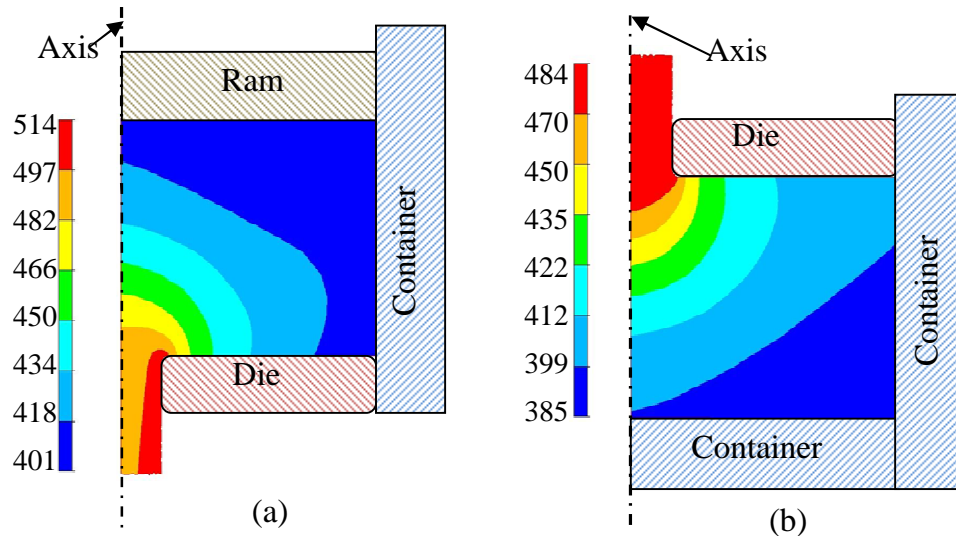 Axis
Ram
514
497
482
466
450
434
418
401
Container
Die
(a)
Axis
484
470
450
435
422
412
399
385
Die
Container
Container
(b)